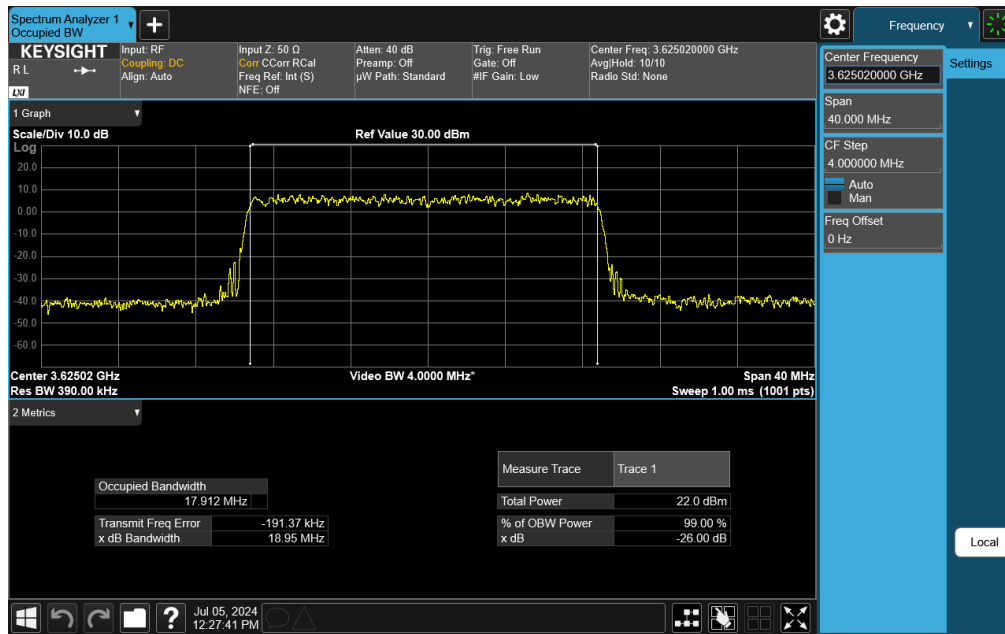 Spectrum Analyzer 1
Occupied BW
Frequency
KEYSIGHT
R L
LXI
Input: RF
Coupling: DC
Align: Auto
Input Z: 50 Ω
Corr CCorr RCal
Freq Ref: Int (S)
NFE: Off
Atten: 40 dB
Preamp: Off
µW Path: Standard
Trig: Free Run
Gate: Off
#IF Gain: Low
Center Freq: 3.625020000 GHz
Avg|Hold: 10/10
Radio Std: None
Center Frequency
3.625020000 GHz
Settings
Span
40.000 MHz
CF Step
4.000000 MHz
Auto
Man
Freq Offset
0 Hz
Local
1 Graph
Scale/Div 10.0 dB
Ref Value 30.00 dBm
Log
20.0
10.0
0.00
-10.0
-20.0
-30.0
-40.0
-50.0
-60.0
Center 3.62502 GHz
Video BW 4.0000 MHz*
Span 40 MHz
Res BW 390.00 kHz
Sweep 1.00 ms (1001 pts)
2 Metrics
Occupied Bandwidth
17.912 MHz
Transmit Freq Error -191.37 kHz
x dB Bandwidth 18.95 MHz
Measure Trace Trace 1
Total Power 22.0 dBm
% of OBW Power 99.00 %
x dB -26.00 dB
?
Jul 05, 2024
12:27:41 PM